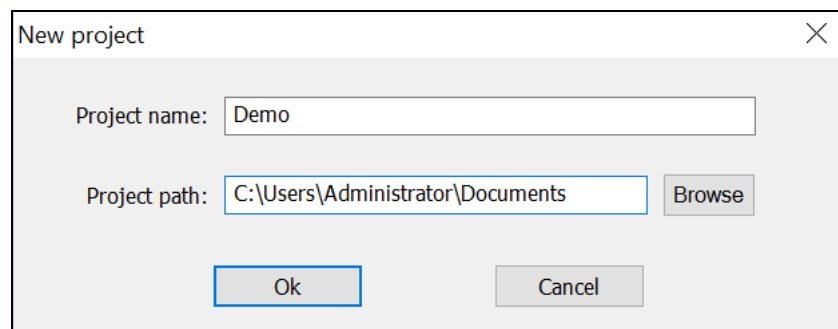 New project
Project name: Demo
Project path: C:\Users\Administrator\Documents Browse
Ok Cancel